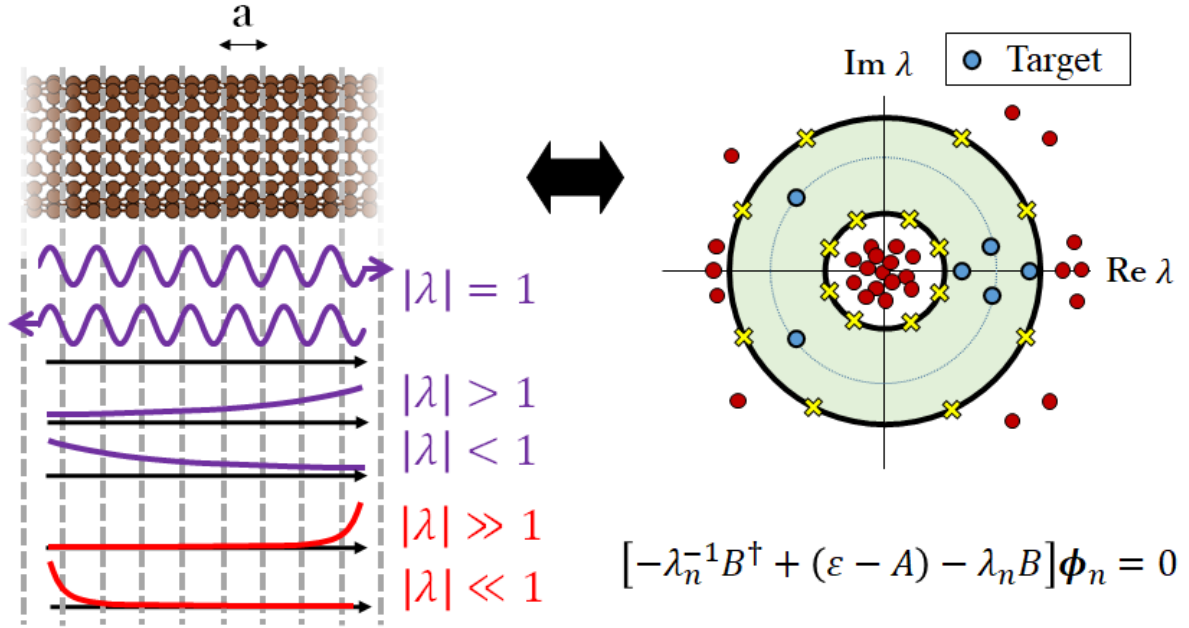 a
|λ| = 1
|λ| > 1
|λ| < 1
|λ| ≫ 1
|λ| ≪ 1
Target
Im λ
Re λ
[−λₙ⁻¹B† + (ε − A) − λₙB]ϕₙ = 0